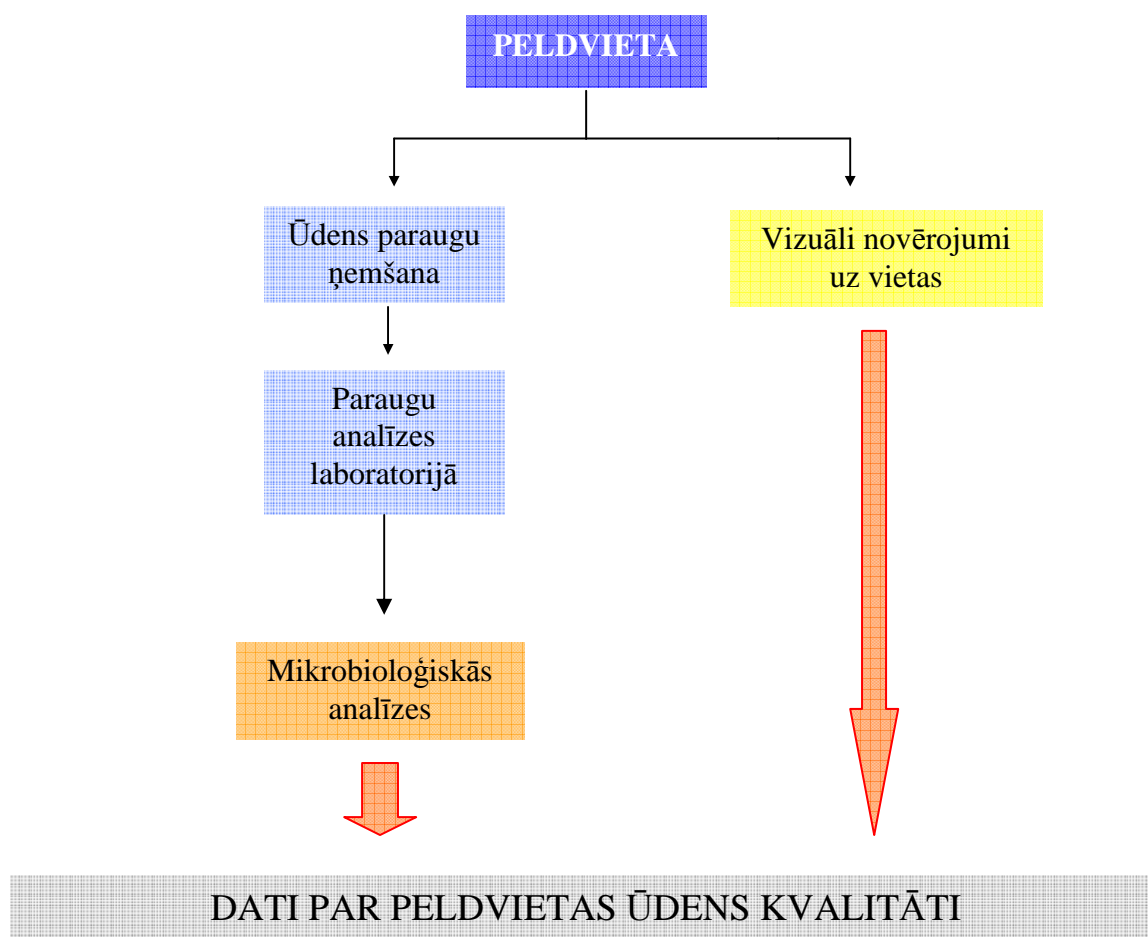 PELDVIETA
Ūdens paraugu
ņemšana
Vizuāli novērojumi
uz vietas
Paraugu
analīzes
laboratorijā
Mikrobioloģiskās
analīzes
DATI PAR PELDVIETAS ŪDENS KVALITĀTI